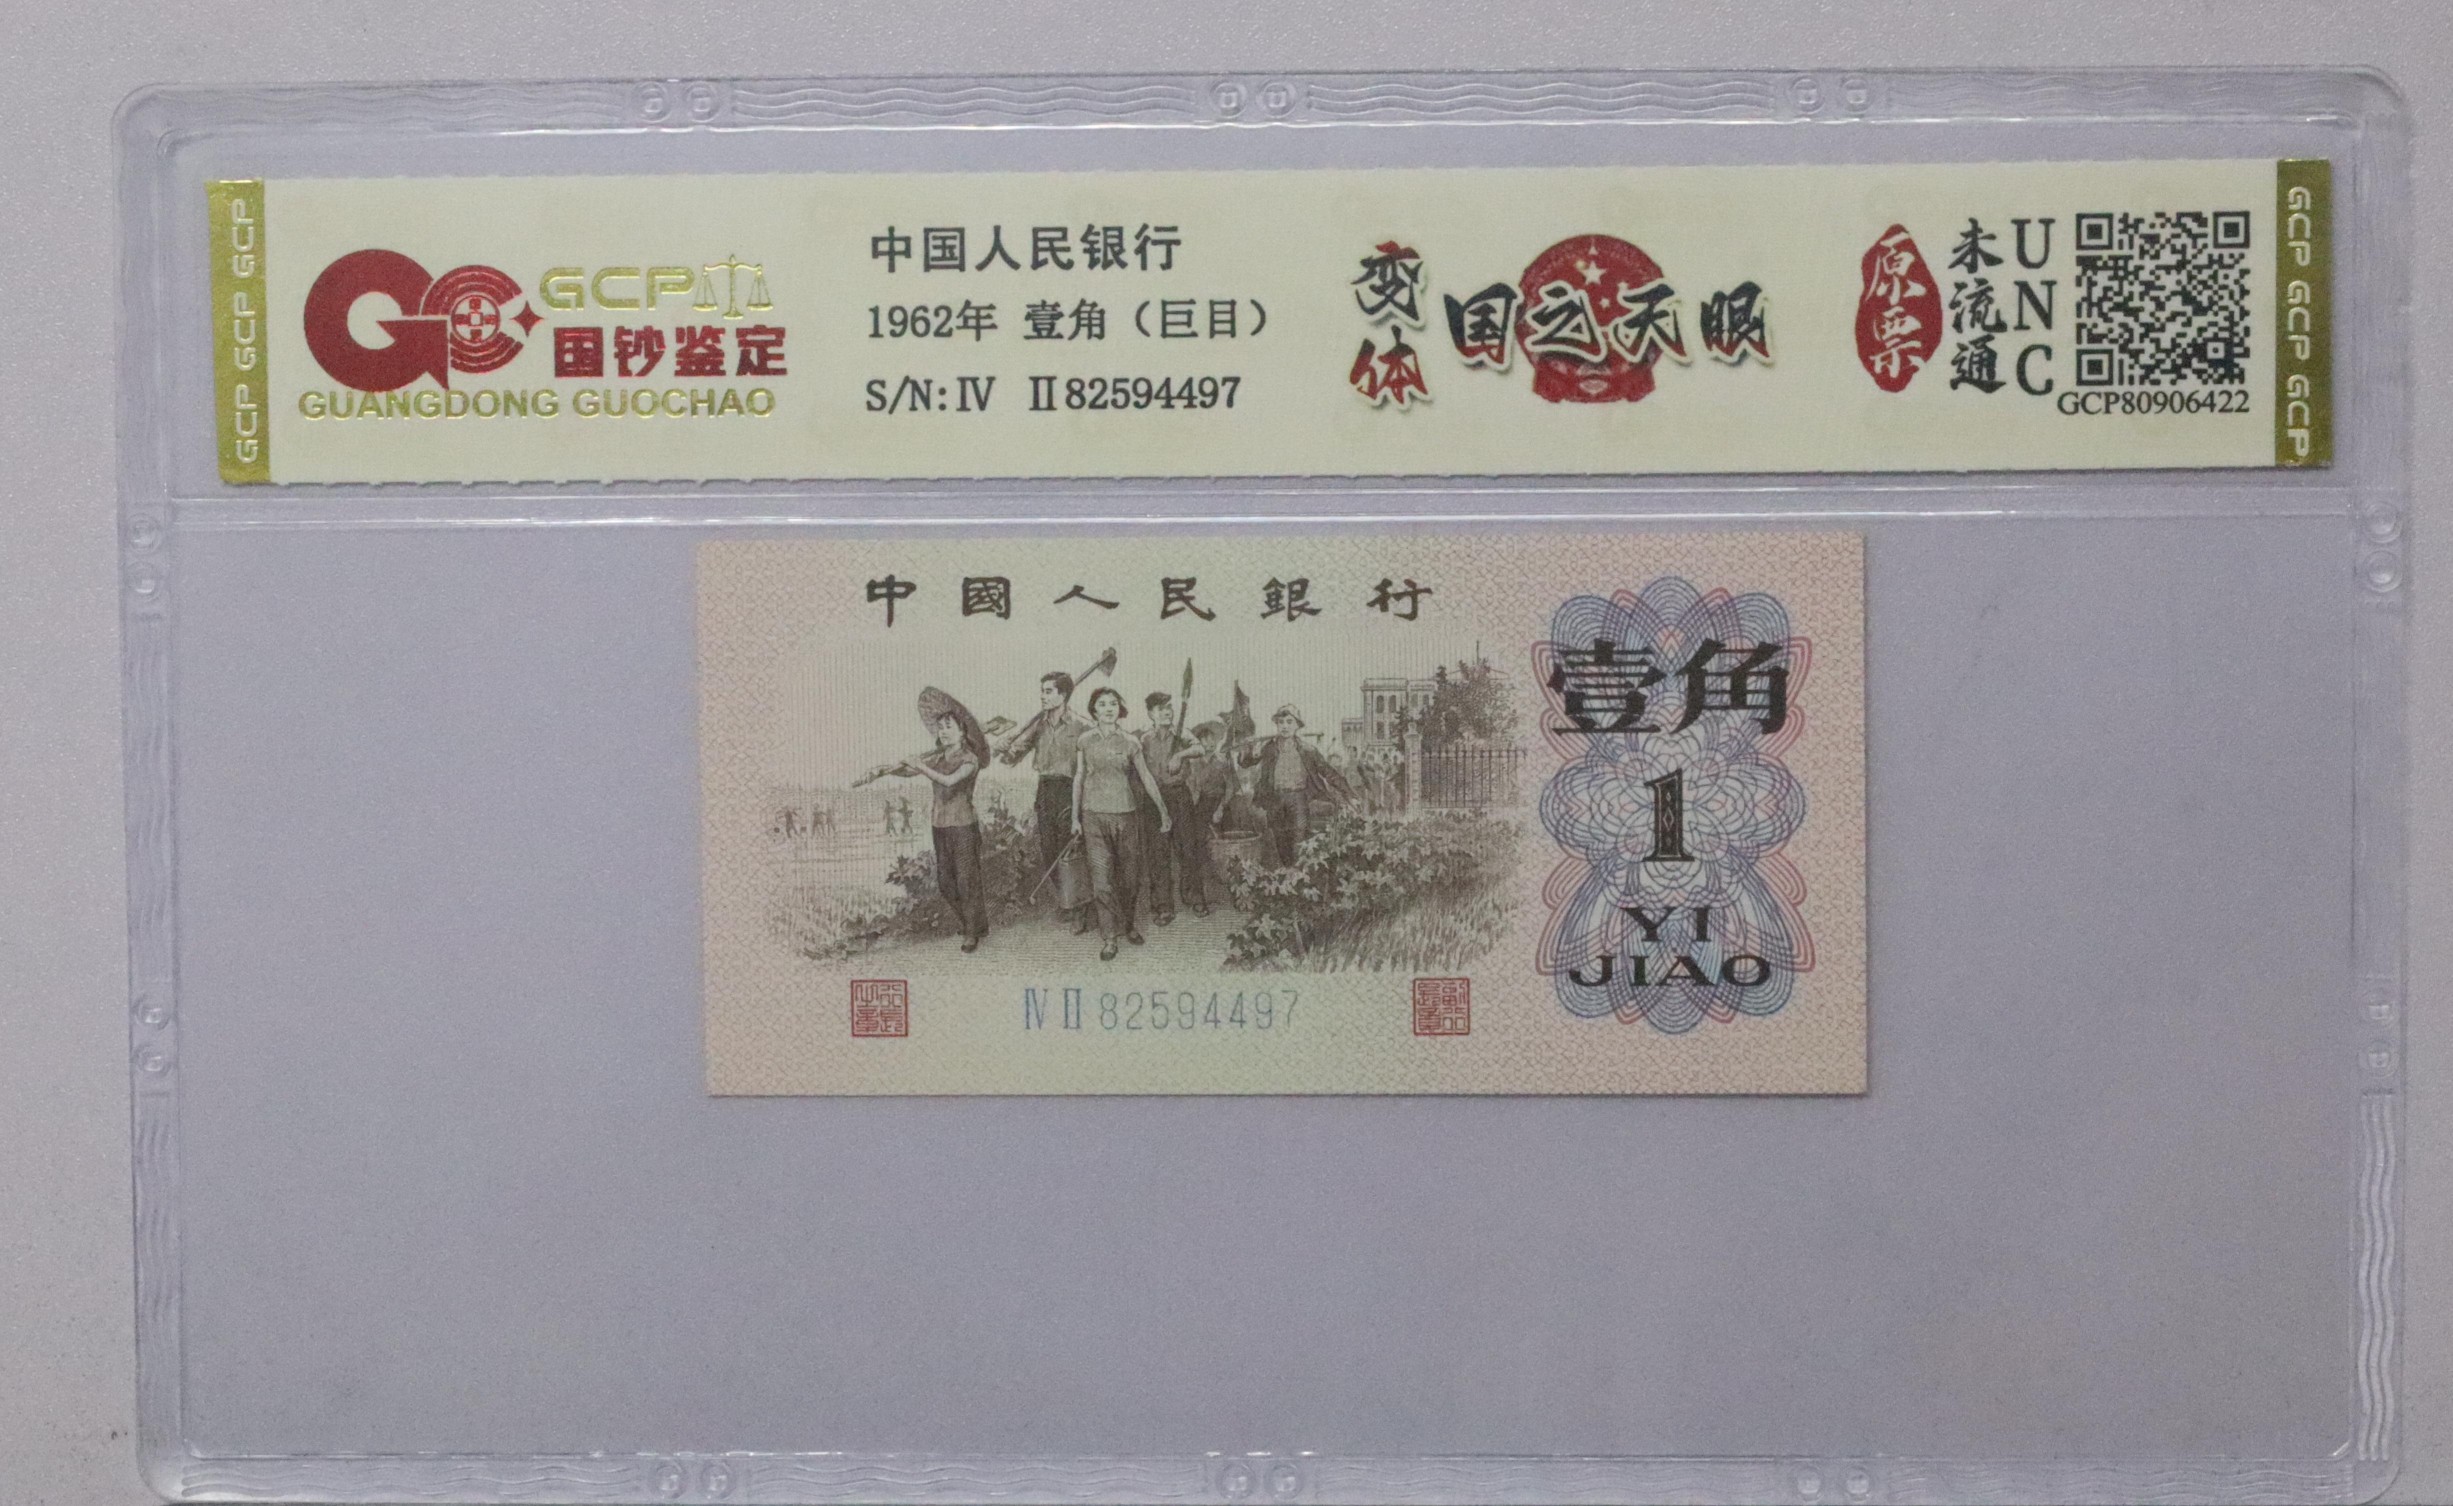 GCP GCP GCP
GCP
国钞鉴定
GUANGDONG GUOCHAO
中国人民银行
1962年 壹角（巨目）
S/N: IV II82594497
变体
国之天眼
原票
未流通
UNC
GCP80906422
GCP GCP GCP
中國人民銀行
壹角
1
YI
JIAO
IV II 82594497